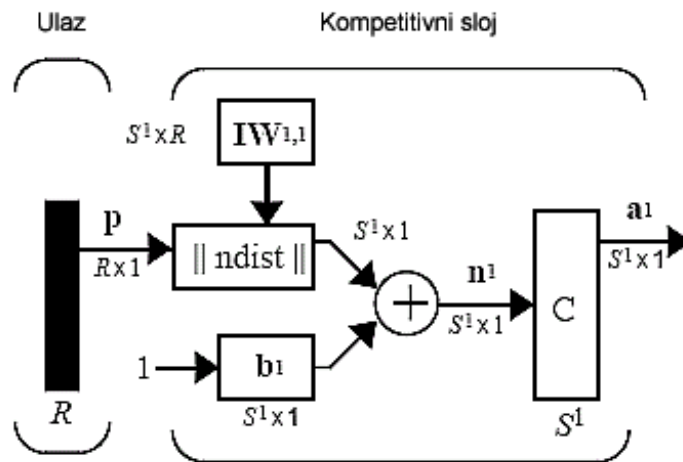 Ulaz
Kompetitivni sloj
S¹xR
IW1,1
p
Rx1
|| ndist ||
S¹x1
n1
S¹x1
a1
S¹x1
C
1
b1
S¹x1
R
S¹